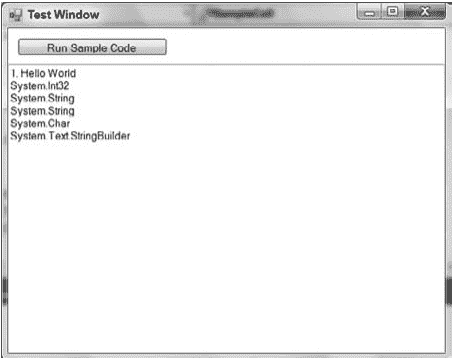 Test Window
Run Sample Code
1. Hello World
System.Int32
System.String
System.String
System.Char
System.Text.StringBuilder